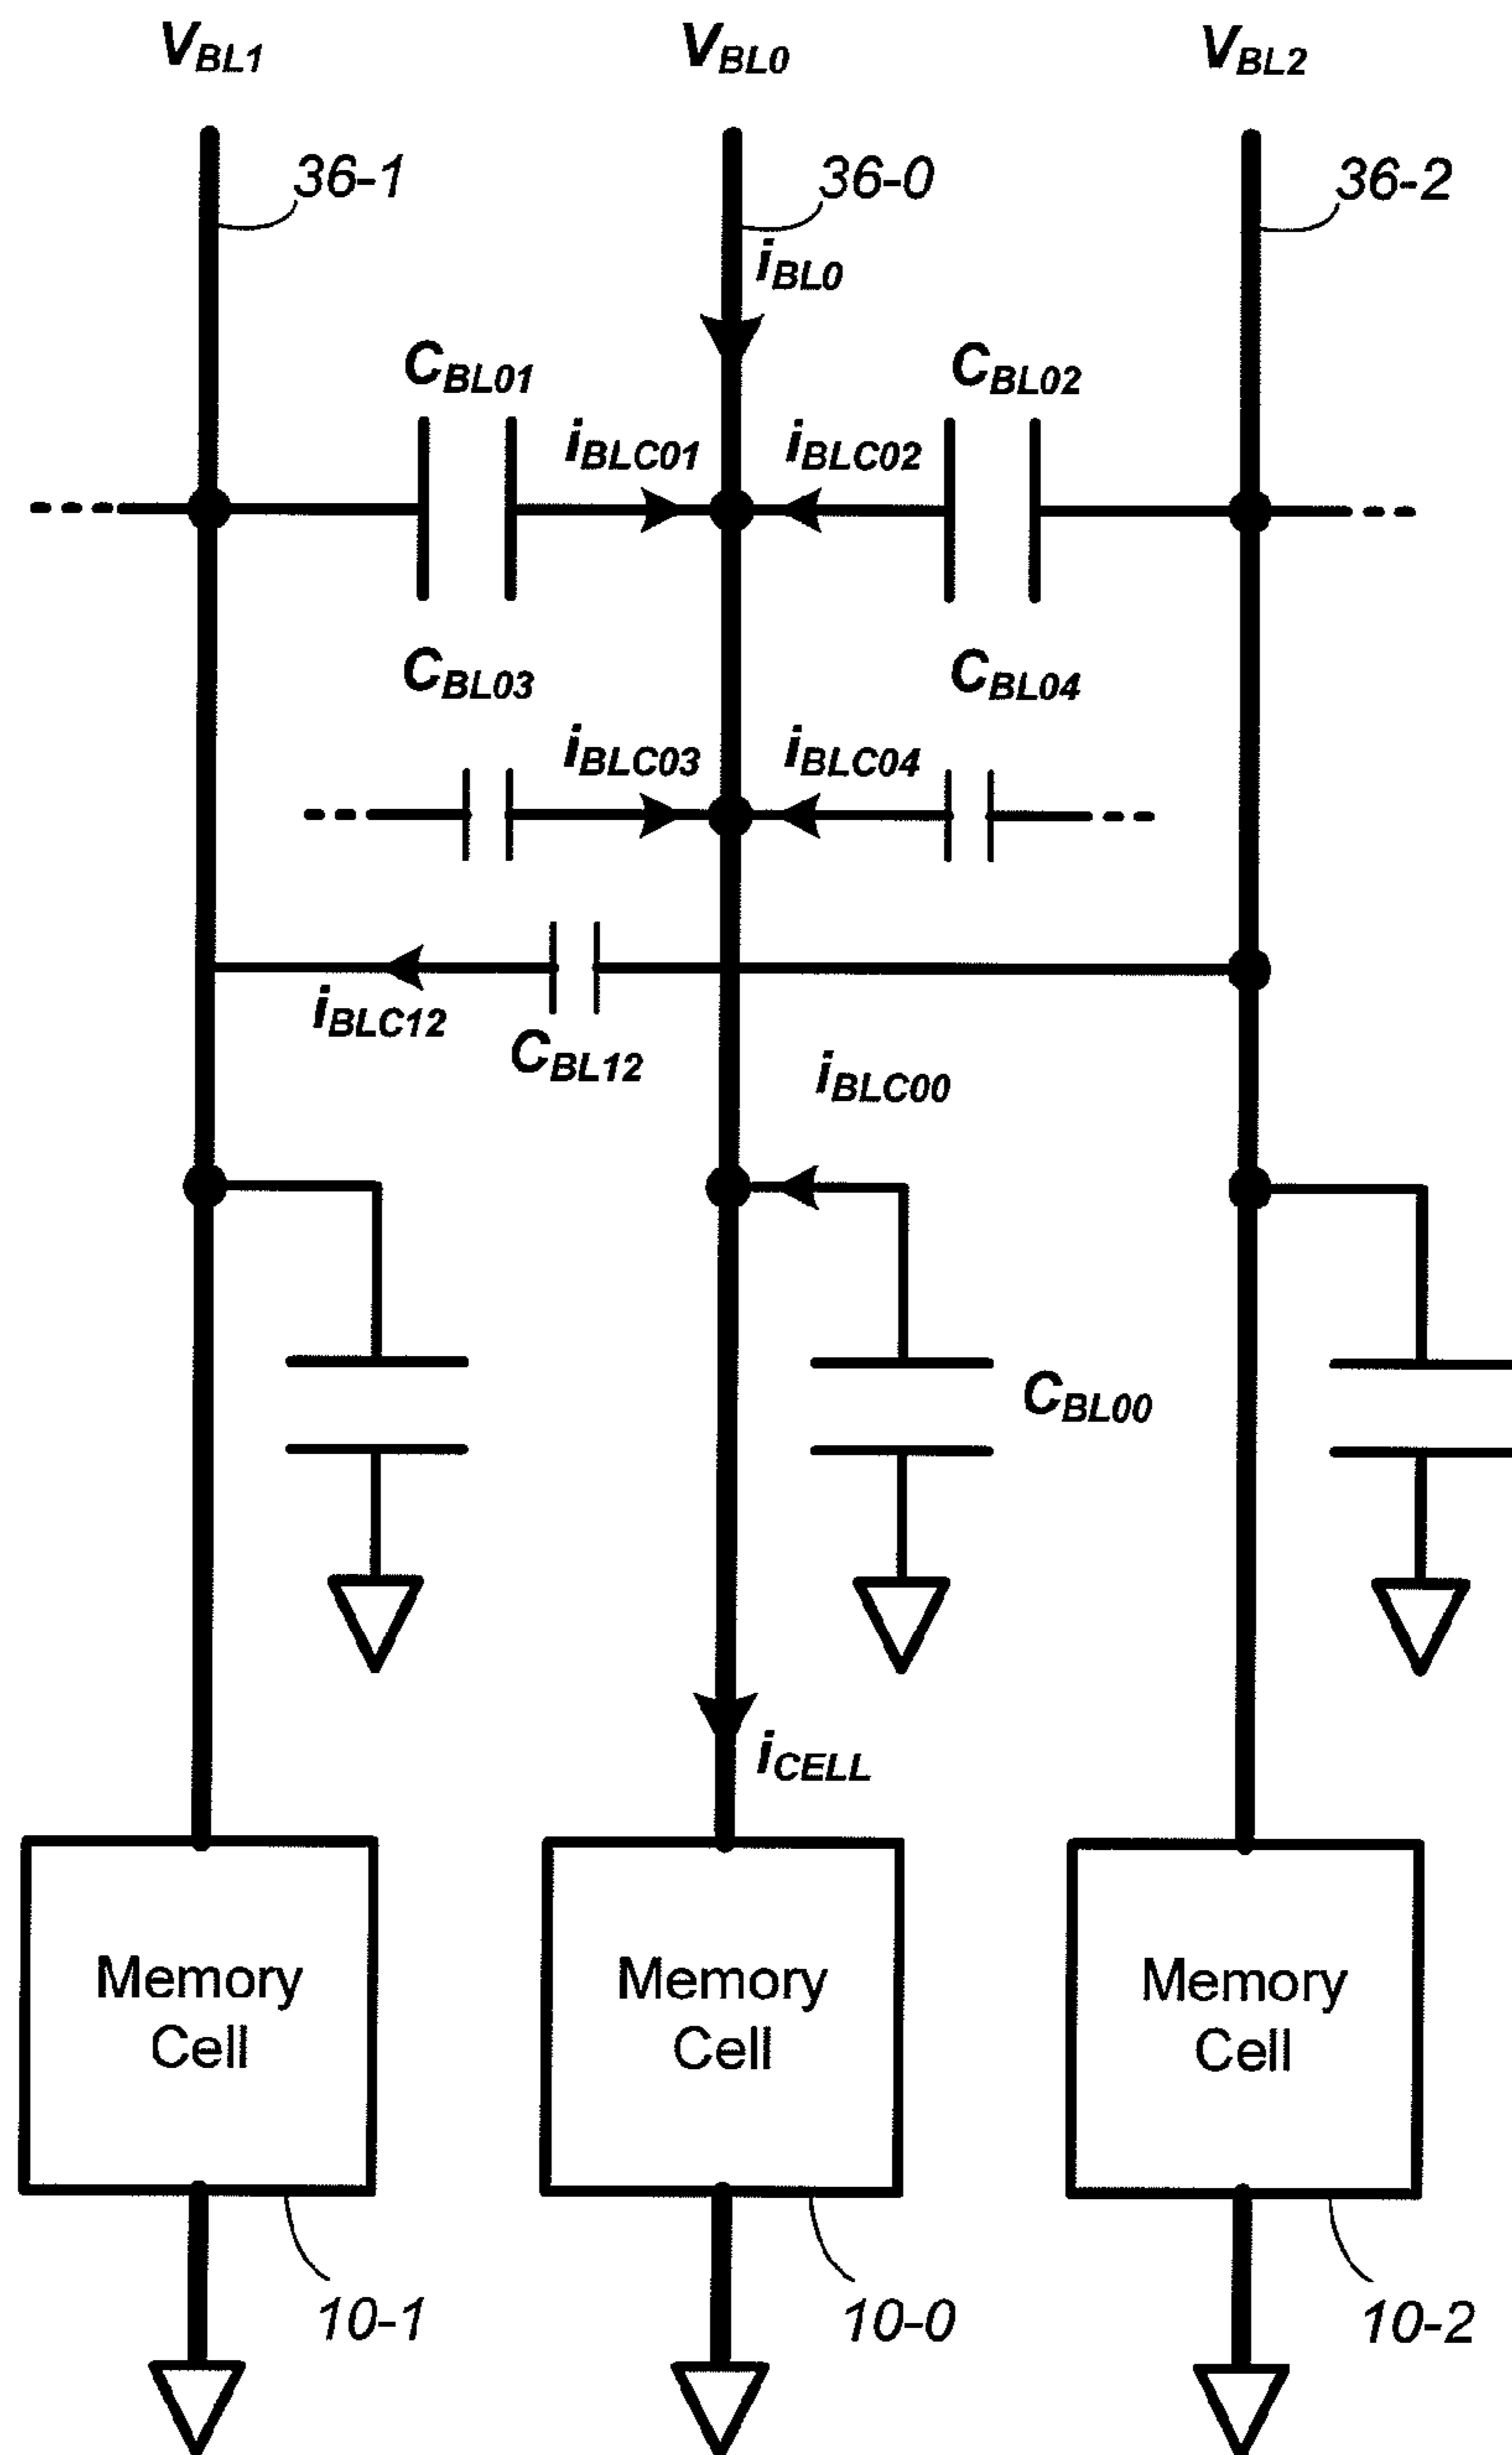 VBL1 VBL0 VBL2
36-1 36-0 36-2
iBL0
CBL01 CBL02
iBLC01 iBLC02
CBL03 CBL04
iBLC03 iBLC04
iBLC12
CBL12
iBLC00
CBL00
iCELL
Memory
Cell
Memory
Cell
Memory
Cell
10-1 10-0 10-2